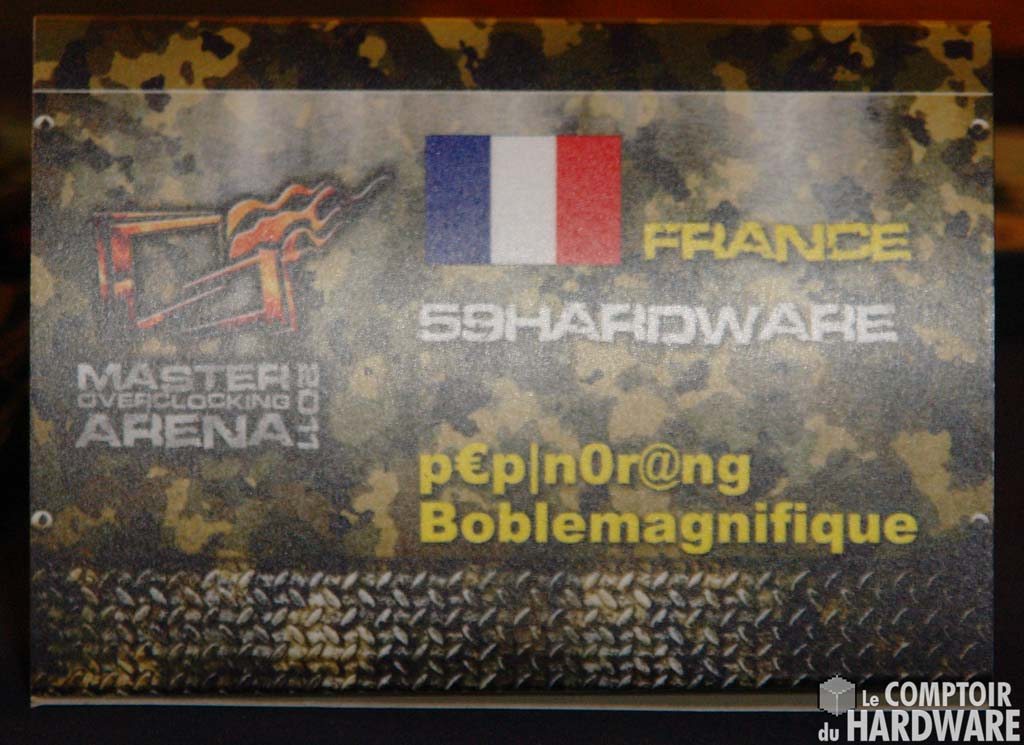 FRANCE
59HARDWARE
MASTER
OVERCLOCKING
ARENA
2011
p€p|n0r@ng
Boblemagnifique
Le COMPTOIR
du HARDWARE